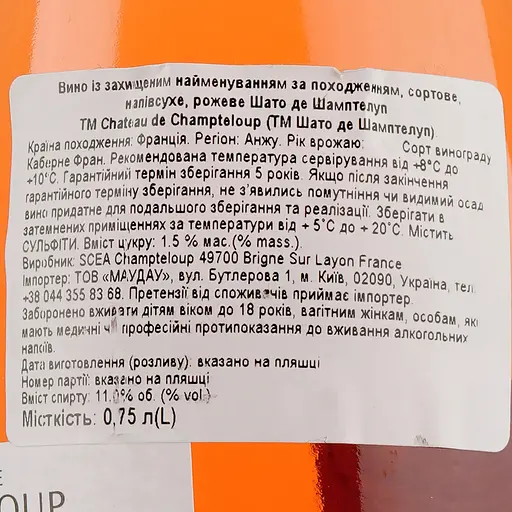 Вино із захищеним найменуванням за походженням, сортове,
напівсухе, рожеве Шато де Шамптелуп
TM Chateau de Champteloup (ТМ Шато де Шамптелуп)
Країна походження: Франція. Регіон: Анжу. Рік врожаю: Сорт винограду
Каберне Фран. Рекомендована температура сервірування від +8°С до
+10°С. Гарантійний термін зберігання 5 років. Якщо після закінчення
гарантійного терміну зберігання, не з'явились помутніння чи видимий осад
вино придатне для подальшого зберігання та реалізації. Зберігати в
затемнених приміщеннях за температури від + 5°С до + 20°С. Містить
СУЛЬФІТИ. Вміст цукру: 1.5 % мас.(% mass.)
Виробник: SCEA Champteloup 49700 Brigne Sur Layon France
Імпортер: ТОВ «МАУДАУ», вул. Бутлерова 1, м. Київ, 02090, Україна, тел.
+38 044 355 83 68. Претензії від споживачів приймає імпортер.
Заборонено вживати дітям віком до 18 років, вагітним жінкам, особам, які
мають медичні чи професійні протипоказання до вживання алкогольних
напоїв.
Дата виготовлення (розливу): вказано на пляшці
Номер партії: вказано на пляшці
Вміст спирту: 11.0% об. (% vol.)
Місткість: 0,75 л(L)
OUP